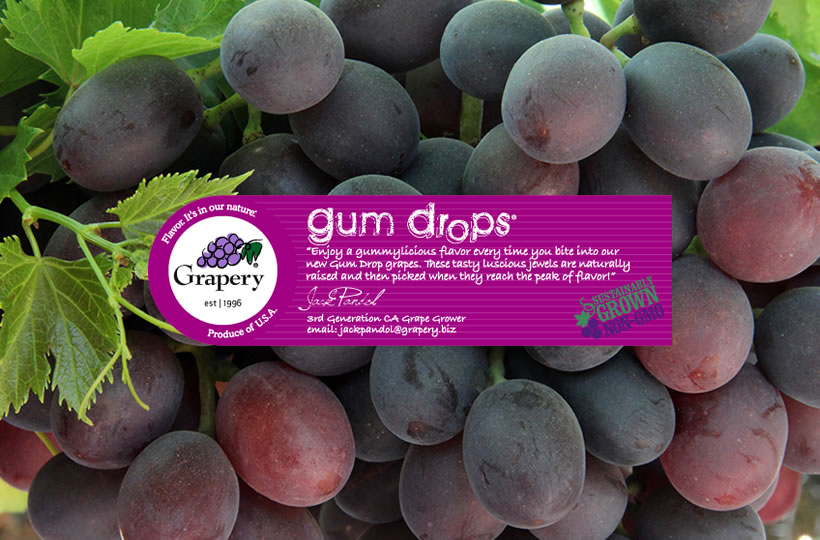 Flavor. It's in our nature.®
Grapery®
est | 1996
Produce of U.S.A.
gum drops®
"Enjoy a gummylicious flavor every time you bite into our
new Gum Drop grapes. These tasty luscious jewels are naturally
raised and then picked when they reach the peak of flavor!"
Jack Pandol
3rd Generation CA Grape Grower
email: jackpandol@grapery.biz
SUSTAINABLY
GROWN
NON-GMO